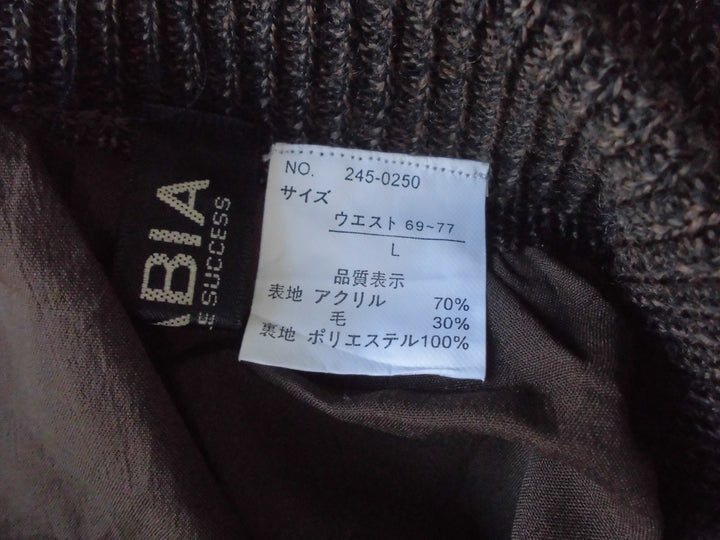 NO. 245-0250
サイズ
ウエスト 69~77
L
品質表示
表地 アクリル 70%
毛 30%
裏地 ポリエステル100%
ABIA
E SUCCESS